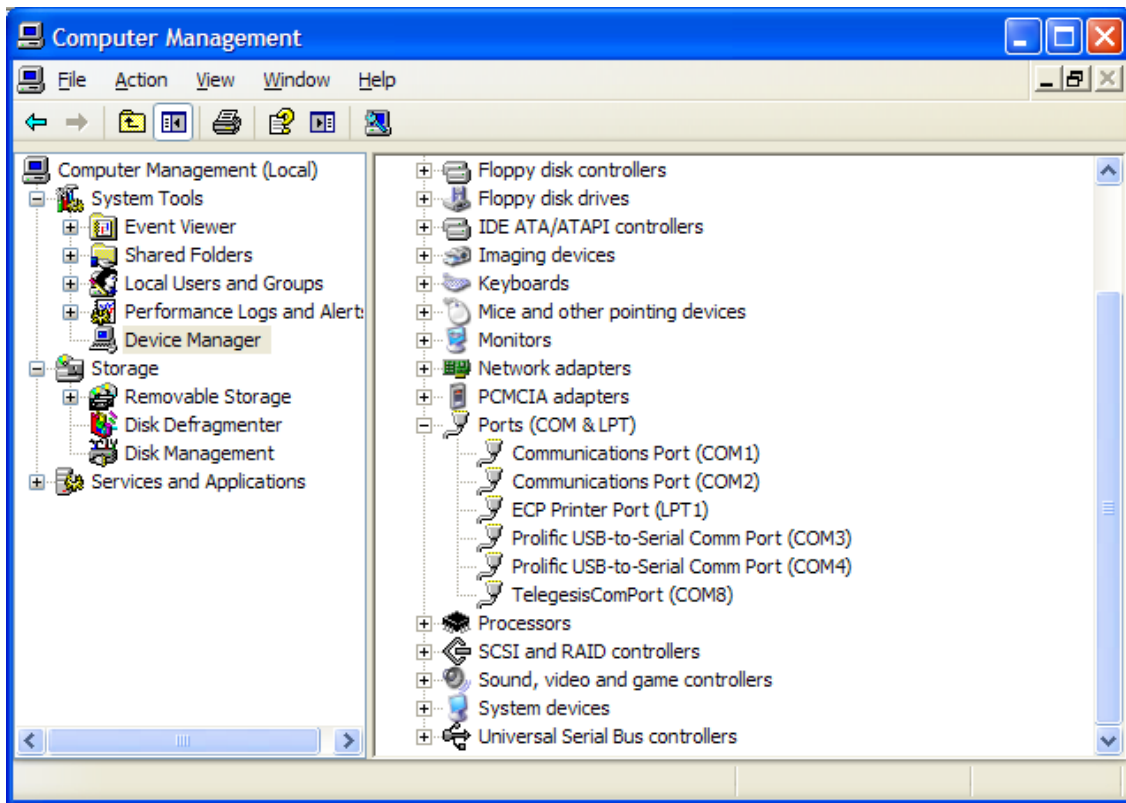 Computer Management
File Action View Window Help
Computer Management (Local)
System Tools
Event Viewer
Shared Folders
Local Users and Groups
Performance Logs and Alert
Device Manager
Storage
Removable Storage
Disk Defragmenter
Disk Management
Services and Applications
Floppy disk controllers
Floppy disk drives
IDE ATA/ATAPI controllers
Imaging devices
Keyboards
Mice and other pointing devices
Monitors
Network adapters
PCMCIA adapters
Ports (COM & LPT)
Communications Port (COM1)
Communications Port (COM2)
ECP Printer Port (LPT1)
Prolific USB-to-Serial Comm Port (COM3)
Prolific USB-to-Serial Comm Port (COM4)
TelegesisComPort (COM8)
Processors
SCSI and RAID controllers
Sound, video and game controllers
System devices
Universal Serial Bus controllers